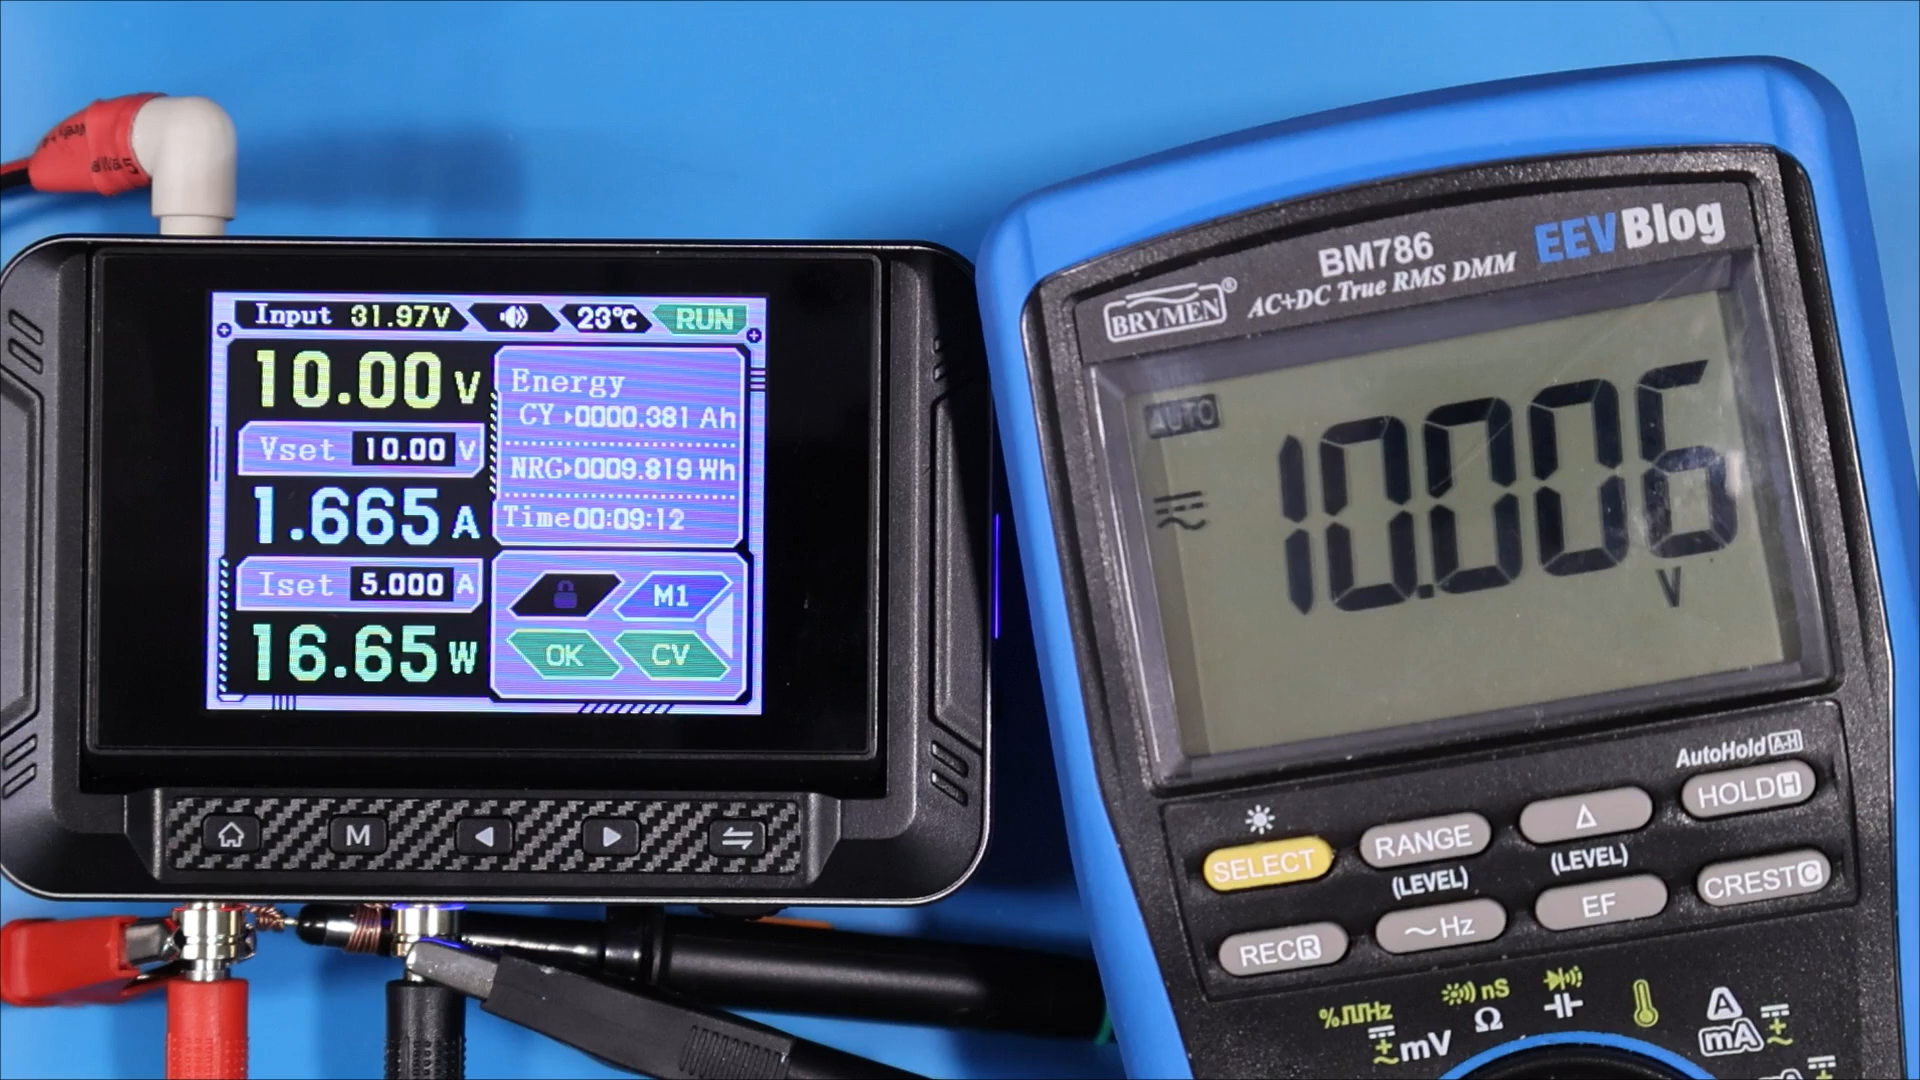 Input 31.97V 23℃ RUN
10.00 V
Vset 10.00 V
1.665 A
Iset 5.000 A
16.65 W
Energy
CY 0000.381 Ah
NRG 0009.819 Wh
Time 00:09:12
M1
OK CV
M
BRYMEN®
BM786
AC+DC True RMS DMM
EEVBlog
AUTO
10.006
V
AutoHold A-H
SELECT RANGE Δ HOLD H
(LEVEL) (LEVEL)
REC R ~Hz EF CREST C
%ПHz nS
mV Ω A
mA